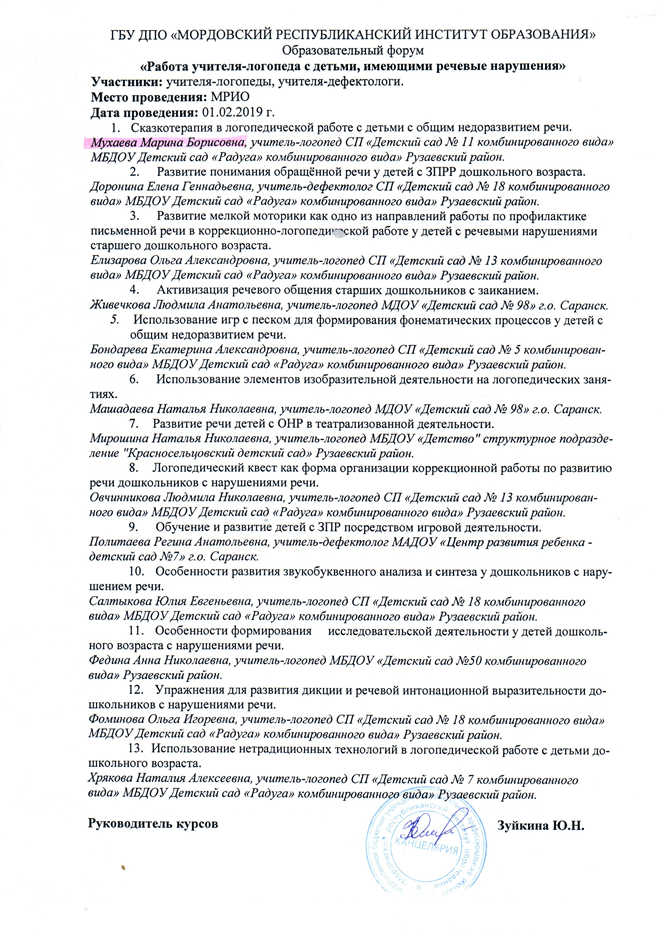 ГБУ ДПО «МОРДОВСКИЙ РЕСПУБЛИКАНСКИЙ ИНСТИТУТ ОБРАЗОВАНИЯ»
Образовательный форум
«Работа учителя-логопеда с детьми, имеющими речевые нарушения»
Участники: учителя-логопеды, учителя-дефектологи.
Место проведения: МРИО
Дата проведения: 01.02.2019 г.
1. Сказкотерапия в логопедической работе с детьми с общим недоразвитием речи.
Мухаева Марина Борисовна, учитель-логопед СП «Детский сад № 11 комбинированного вида»
МБДОУ Детский сад «Радуга» комбинированного вида» Рузаевский район.
2. Развитие понимания обращённой речи у детей с ЗПРР дошкольного возраста.
Доронина Елена Геннадьевна, учитель-дефектолог СП «Детский сад № 18 комбинированного
вида» МБДОУ Детский сад «Радуга» комбинированного вида» Рузаевский район.
3. Развитие мелкой моторики как одно из направлений работы по профилактике
письменной речи в коррекционно-логопедической работе у детей с речевыми нарушениями
старшего дошкольного возраста.
Елизарова Ольга Александровна, учитель-логопед СП «Детский сад № 13 комбинированного
вида» МБДОУ Детский сад «Радуга» комбинированного вида» Рузаевский район.
4. Активизация речевого общения старших дошкольников с заиканием.
Живечкова Людмила Анатольевна, учитель-логопед МДОУ «Детский сад № 98» г.о. Саранск.
5. Использование игр с песком для формирования фонематических процессов у детей с
общим недоразвитием речи.
Бондарева Екатерина Александровна, учитель-логопед СП «Детский сад № 5 комбинирован-
ного вида» МБДОУ Детский сад «Радуга» комбинированного вида» Рузаевский район.
6. Использование элементов изобразительной деятельности на логопедических заня-
тиях.
Машадаева Наталья Николаевна, учитель-логопед МДОУ «Детский сад № 98» г.о. Саранск.
7. Развитие речи детей с ОНР в театрализованной деятельности.
Мирошина Наталья Николаевна, учитель-логопед МБДОУ «Детство" структурное подразде-
ление "Красносельцовский детский сад» Рузаевский район.
8. Логопедический квест как форма организации коррекционной работы по развитию
речи дошкольников с нарушениями речи.
Овчинникова Людмила Николаевна, учитель-логопед СП «Детский сад № 13 комбинирован-
ного вида» МБДОУ Детский сад «Радуга» комбинированного вида» Рузаевский район.
9. Обучение и развитие детей с ЗПР посредством игровой деятельности.
Политаева Регина Анатольевна, учитель-дефектолог МАДОУ «Центр развития ребенка -
детский сад №7» г.о. Саранск.
10. Особенности развития звукобуквенного анализа и синтеза у дошкольников с нару-
шением речи.
Салтыкова Юлия Евгеньевна, учитель-логопед СП «Детский сад № 18 комбинированного
вида» МБДОУ Детский сад «Радуга» комбинированного вида» Рузаевский район.
11. Особенности формирования исследовательской деятельности у детей дошколь-
ного возраста с нарушениями речи.
Федина Анна Николаевна, учитель-логопед МБДОУ «Детский сад №50 комбинированного
вида» Рузаевский район.
12. Упражнения для развития дикции и речевой интонационной выразительности до-
школьников с нарушениями речи.
Фоминова Ольга Игоревна, учитель-логопед СП «Детский сад № 18 комбинированного вида»
МБДОУ Детский сад «Радуга» комбинированного вида» Рузаевский район.
13. Использование нетрадиционных технологий в логопедической работе с детьми до-
школьного возраста.
Хрякова Наталия Алексеевна, учитель-логопед СП «Детский сад № 7 комбинированного
вида» МБДОУ Детский сад «Радуга» комбинированного вида» Рузаевский район.
Руководитель курсов Зуйкина Ю.Н.
КАНЦЕЛЯРИЯ